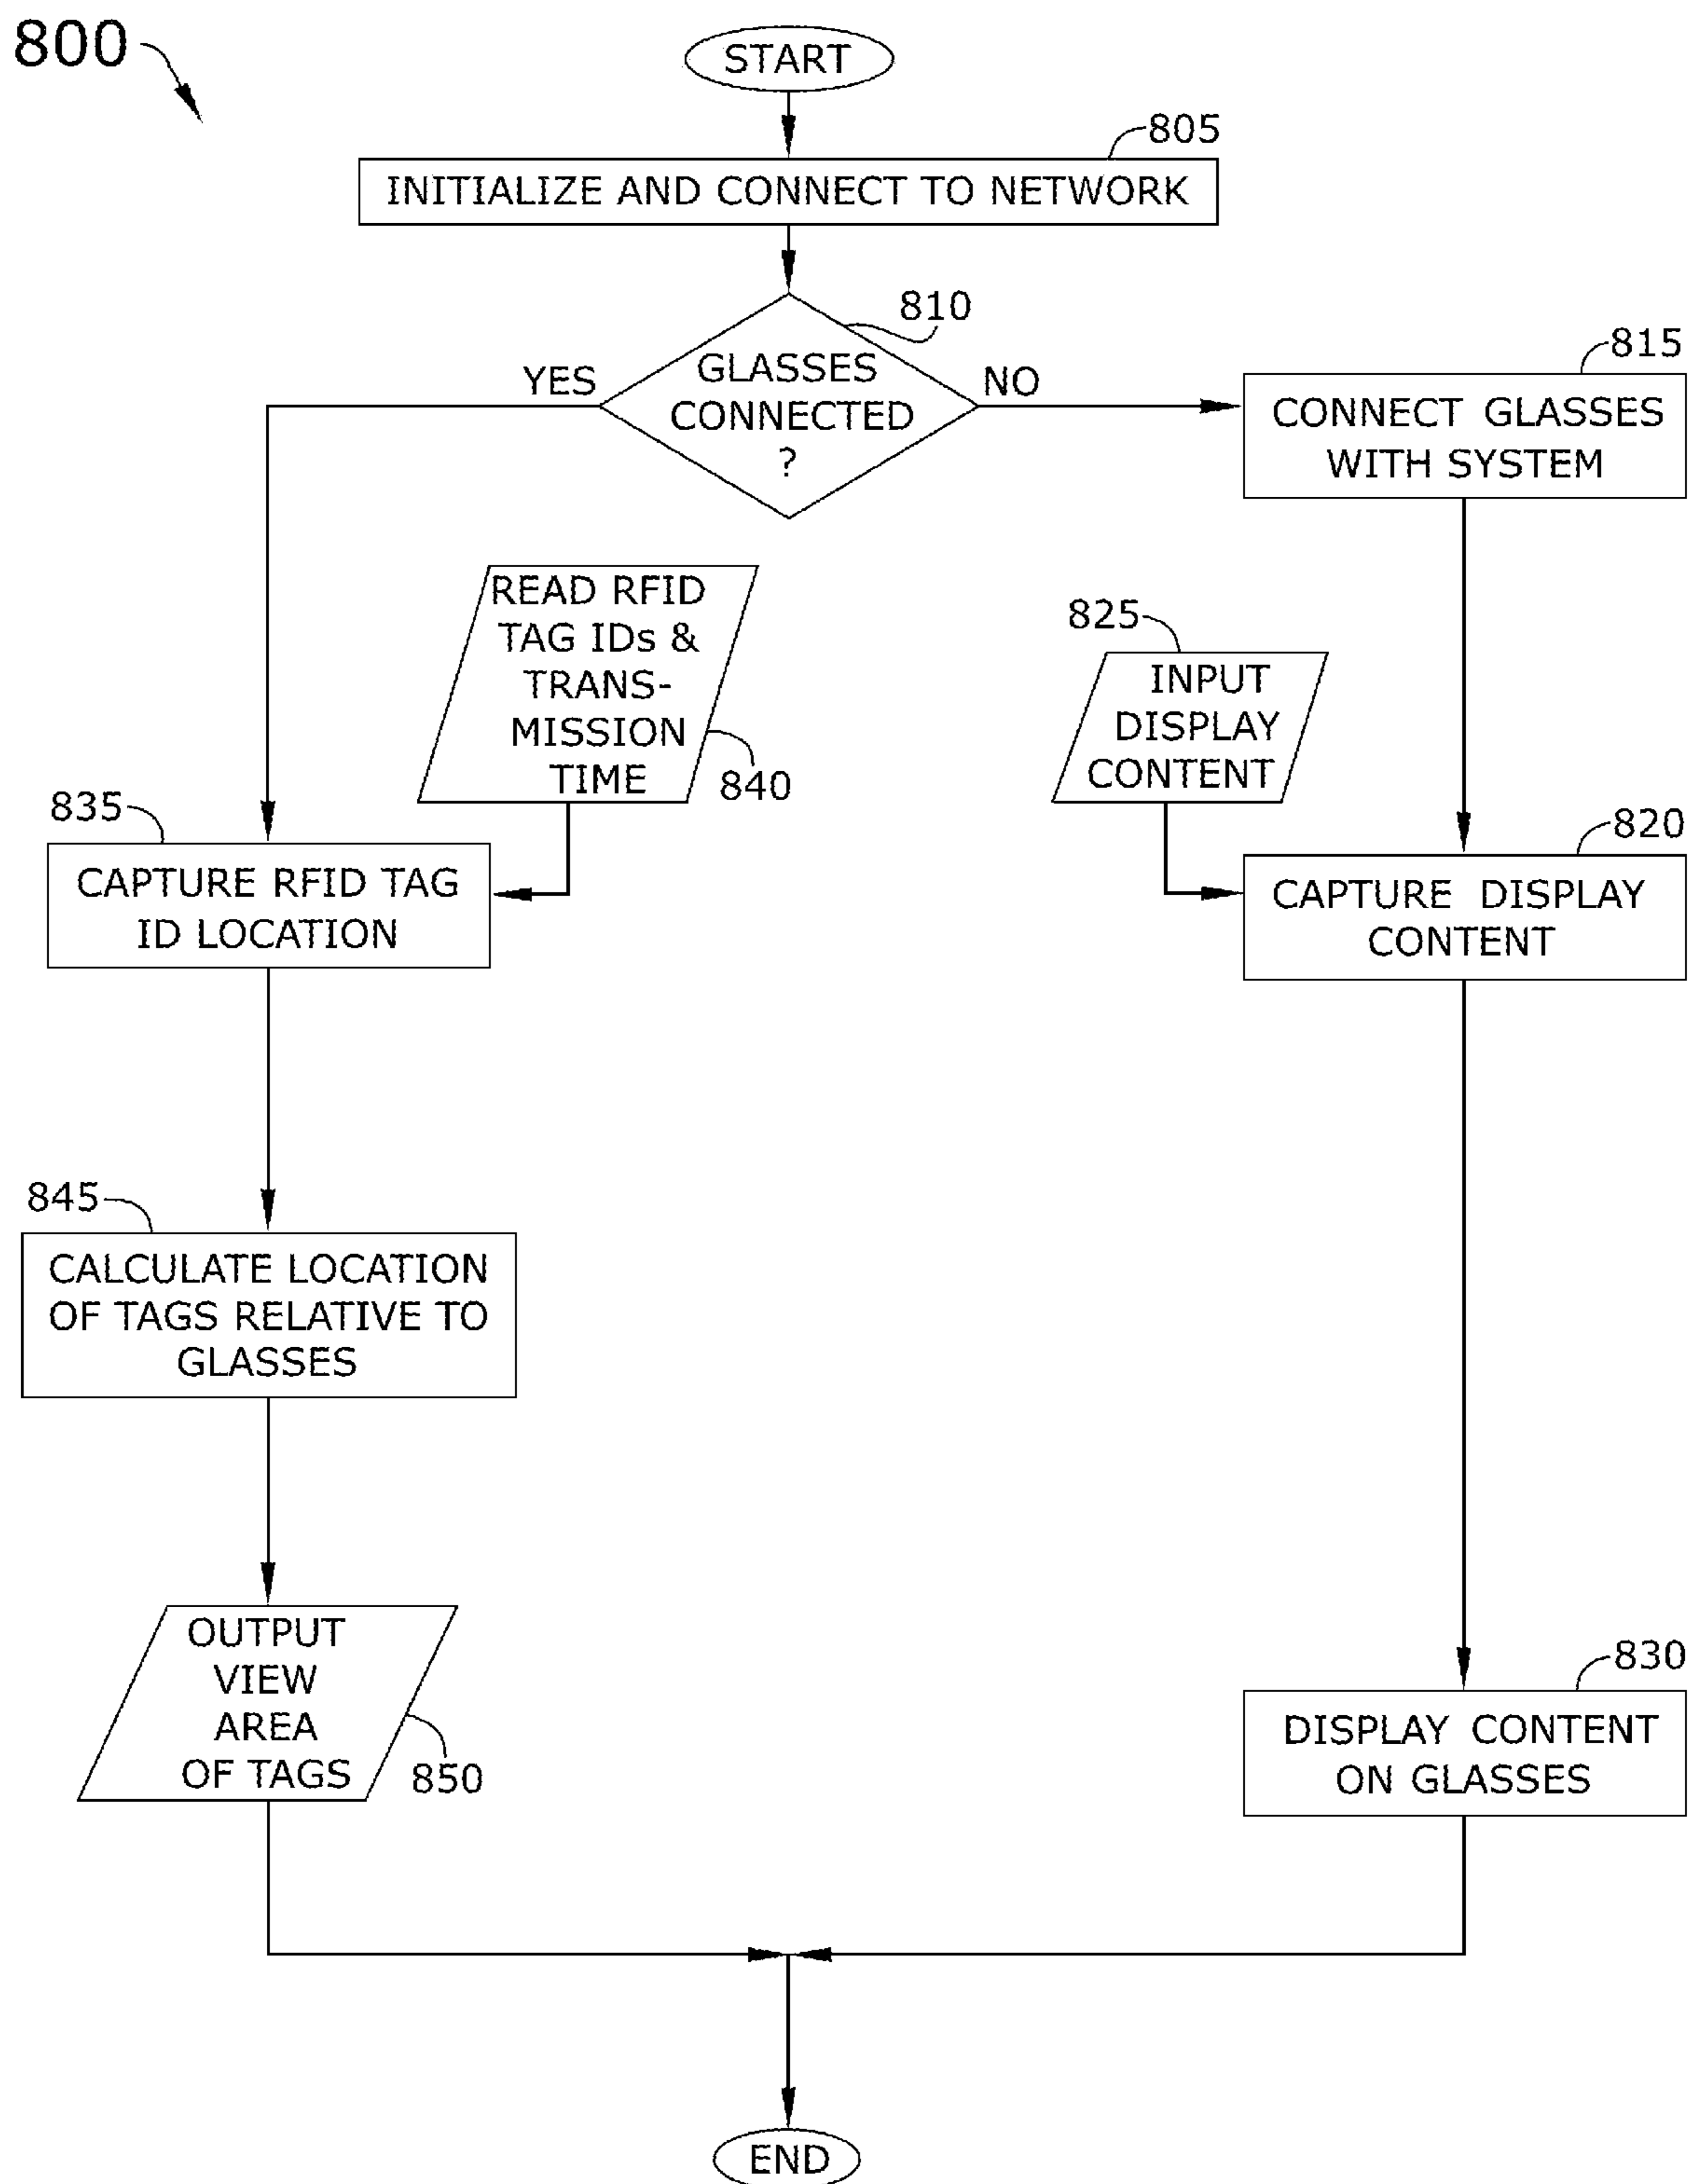 800
START
805
INITIALIZE AND CONNECT TO NETWORK
810
GLASSES
CONNECTED
?
YES
NO
815
CONNECT GLASSES
WITH SYSTEM
READ RFID
TAG IDs &
TRANS-
MISSION
TIME
840
825
INPUT
DISPLAY
CONTENT
835
CAPTURE RFID TAG
ID LOCATION
820
CAPTURE DISPLAY
CONTENT
845
CALCULATE LOCATION
OF TAGS RELATIVE TO
GLASSES
OUTPUT
VIEW
AREA
OF TAGS
850
830
DISPLAY CONTENT
ON GLASSES
END